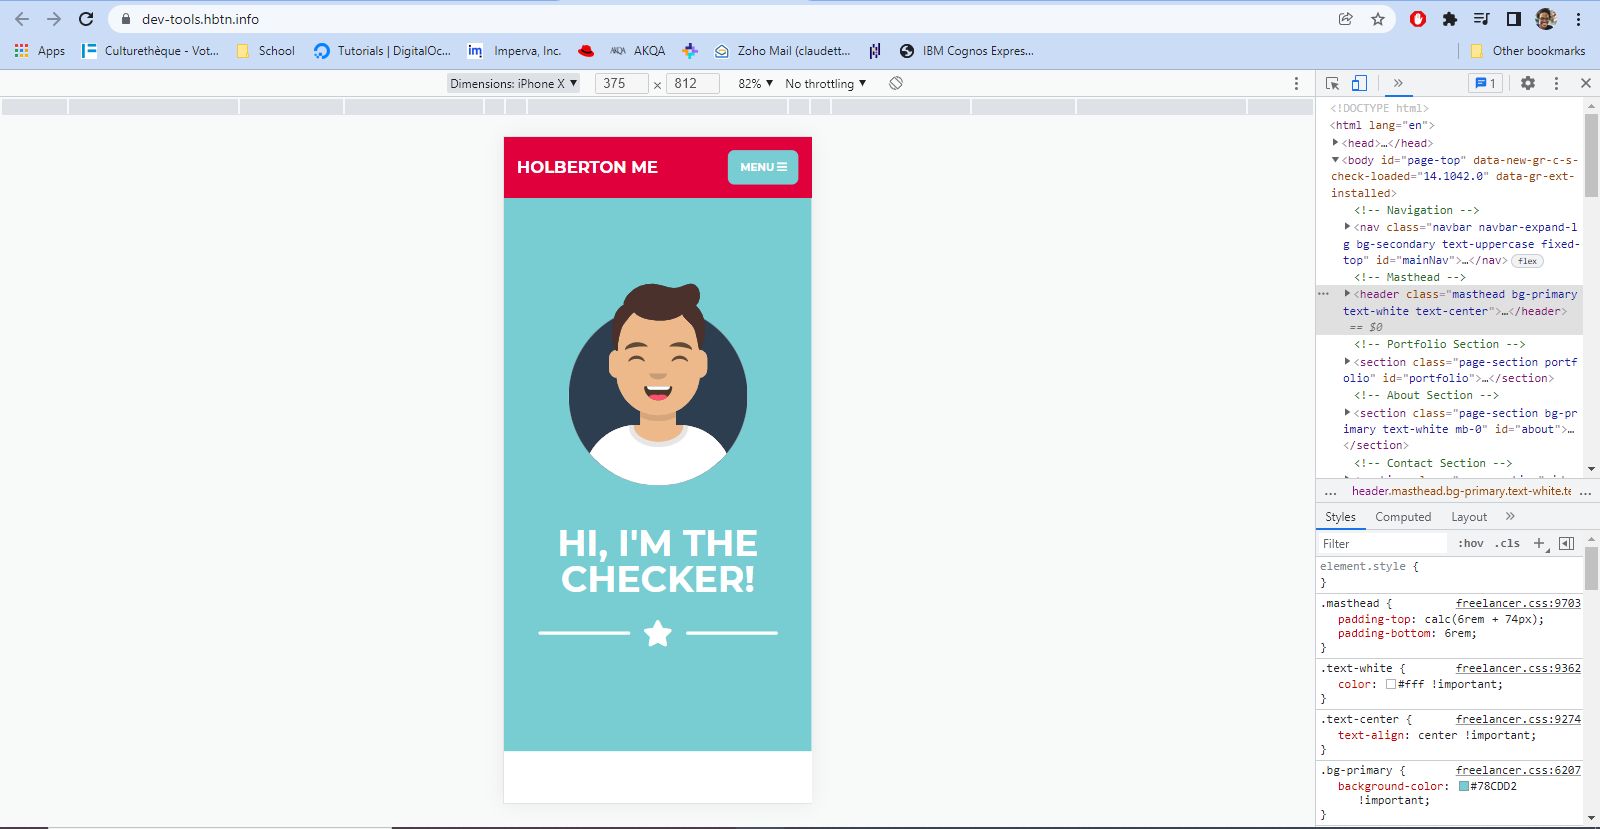 dev-tools.hbtn.info
Apps
Culturethèque - Vot...
School
Tutorials | DigitalOc...
im
Imperva, Inc.
AKQA AKQA
Zoho Mail (claudett...
IBM Cognos Expres...
Other bookmarks
Dimensions: iPhone X ▼ 375 × 812 82% ▼ No throttling ▼
1
HOLBERTON ME
MENU
HI, I'M THE
CHECKER!
<!DOCTYPE html>
<html lang="en">
<head>…</head>
<body id="page-top" data-new-gr-c-s-
check-loaded="14.1042.0" data-gr-ext-
installed>
<!-- Navigation -->
<nav class="navbar navbar-expand-l
g bg-secondary text-uppercase fixed-
top" id="mainNav">…</nav> flex
<!-- Masthead -->
<header class="masthead bg-primary
text-white text-center">…</header>
== $0
<!-- Portfolio Section -->
<section class="page-section portf
olio" id="portfolio">…</section>
<!-- About Section -->
<section class="page-section bg-pr
imary text-white mb-0" id="about">…
</section>
<!-- Contact Section -->
... header.masthead.bg-primary.text-white.te ...
Styles Computed Layout »
Filter :hov .cls +
element.style {
}
.masthead { freelancer.css:9703
padding-top: calc(6rem + 74px);
padding-bottom: 6rem;
}
.text-white { freelancer.css:9362
color: #fff !important;
}
.text-center { freelancer.css:9274
text-align: center !important;
}
.bg-primary { freelancer.css:6207
background-color: #78CDD2
!important;
}